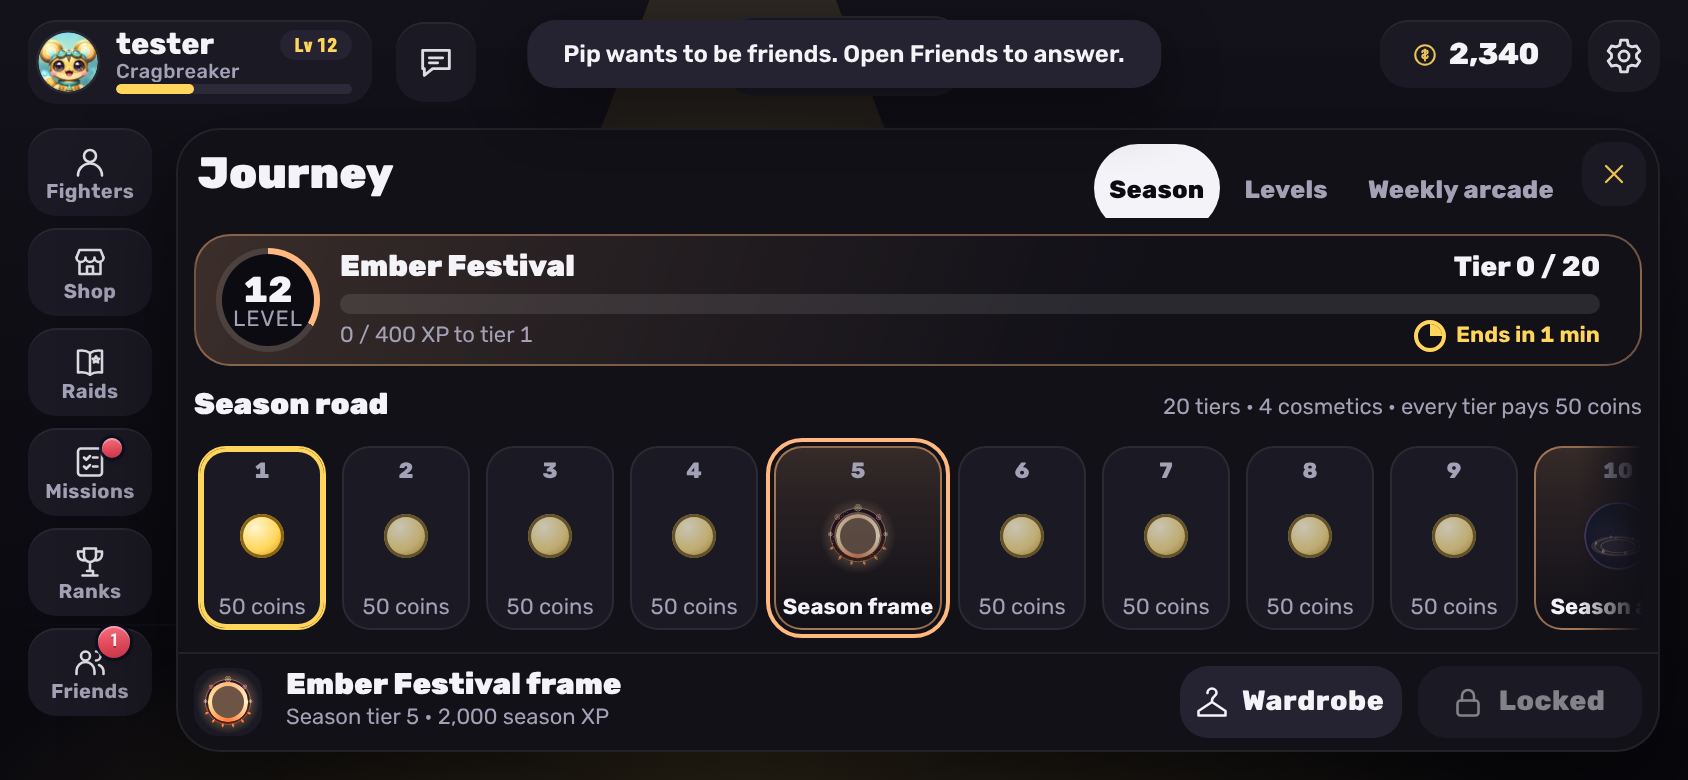 tester
Lv 12
Cragbreaker
Pip wants to be friends. Open Friends to answer.
2,340
Fighters
Shop
Raids
Missions
Ranks
1
Friends
Journey
Season
Levels
Weekly arcade
12
LEVEL
Ember Festival
Tier 0 / 20
0 / 400 XP to tier 1
Ends in 1 min
Season road
20 tiers • 4 cosmetics • every tier pays 50 coins
1
50 coins
2
50 coins
3
50 coins
4
50 coins
5
Season frame
6
50 coins
7
50 coins
8
50 coins
9
50 coins
10
Season
Ember Festival frame
Season tier 5 • 2,000 season XP
Wardrobe
Locked